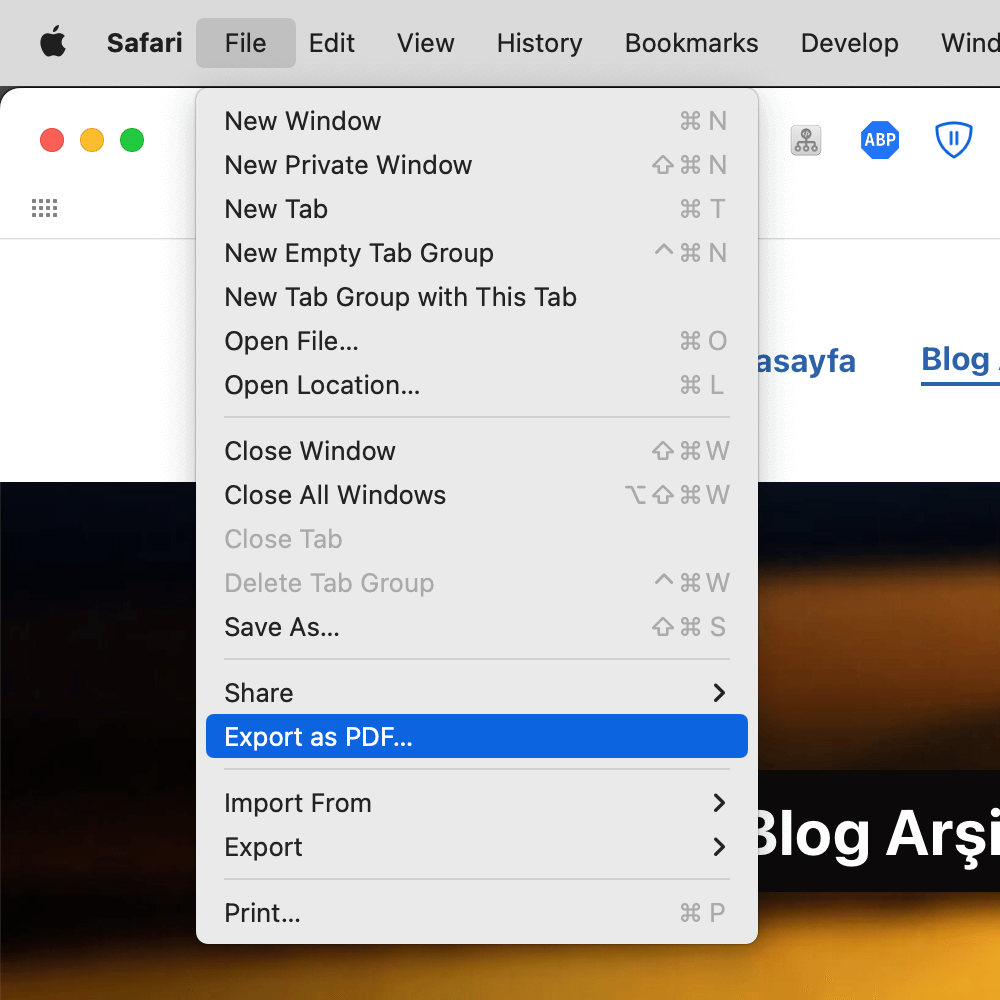 Safari File Edit View History Bookmarks Develop Wind
ABP
New Window ⌘ N
New Private Window ⇧ ⌘ N
New Tab ⌘ T
New Empty Tab Group ^ ⌘ N
New Tab Group with This Tab
Open File... ⌘ O
asayfa Blog
Open Location... ⌘ L
Close Window ⇧ ⌘ W
Close All Windows ⌥ ⇧ ⌘ W
Close Tab
Delete Tab Group ^ ⌘ W
Save As... ⇧ ⌘ S
Share
Export as PDF...
Import From
Blog Arşi
Export
Print... ⌘ P